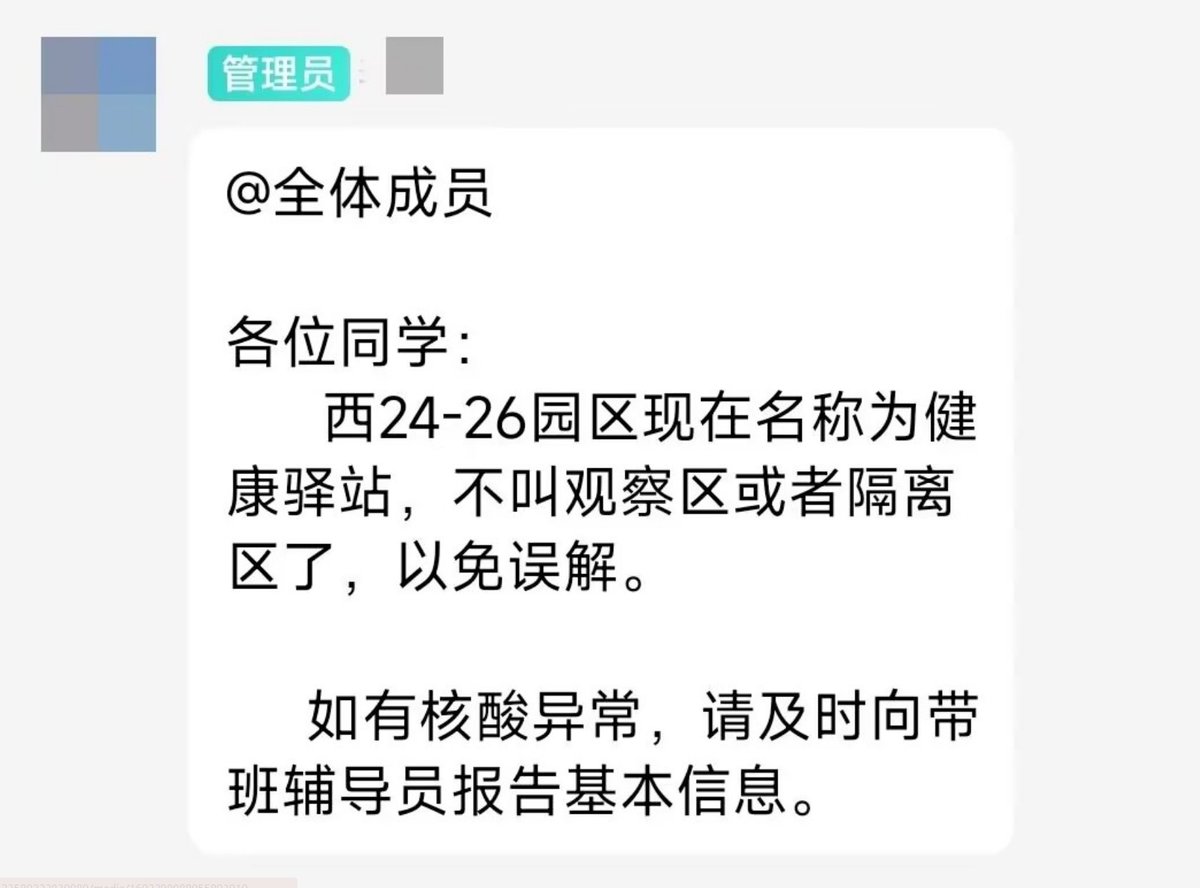 管理员
@全体成员
各位同学:
西24-26园区现在名称为健
康驿站，不叫观察区或者隔离
区了，以免误解。
如有核酸异常，请及时向带
班辅导员报告基本信息。